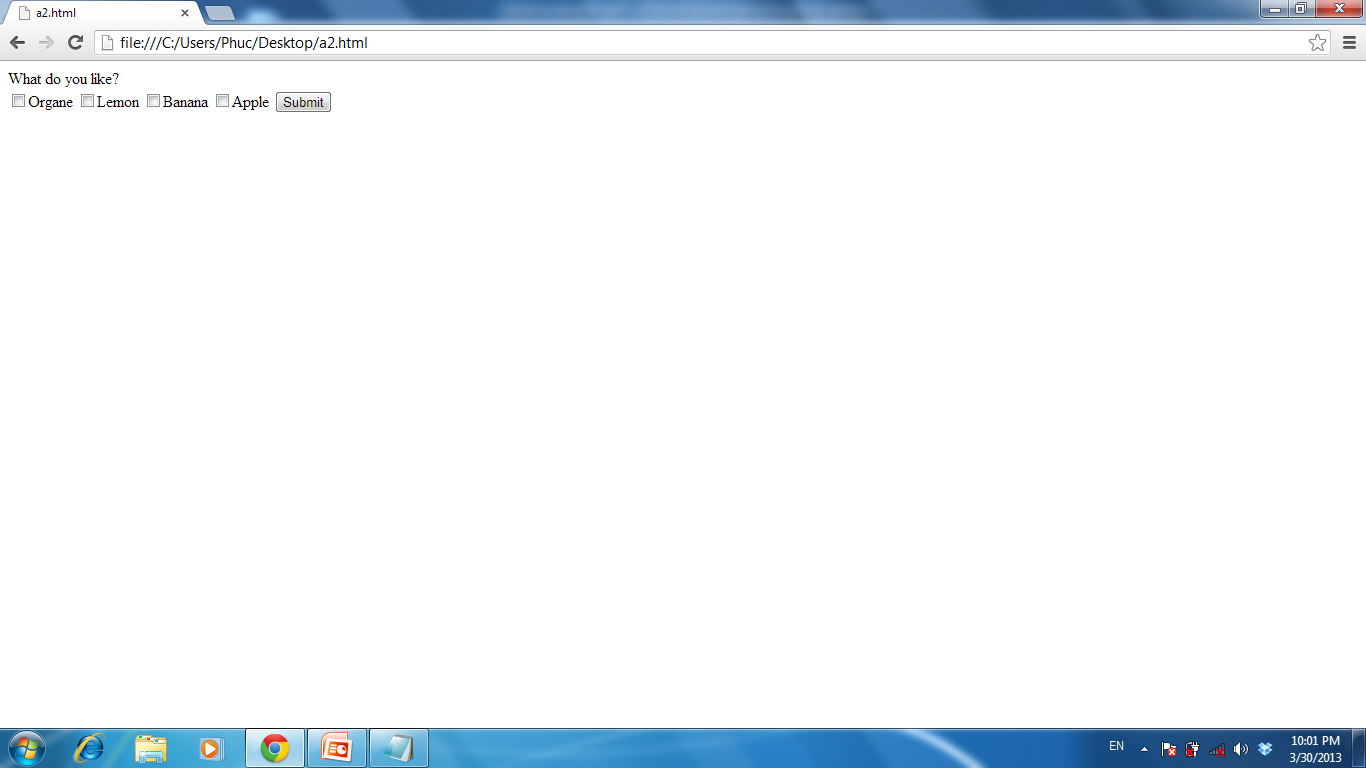 a2.html
file:///C:/Users/Phuc/Desktop/a2.html
What do you like?
Organe Lemon Banana Apple Submit
EN
10:01 PM
3/30/2013